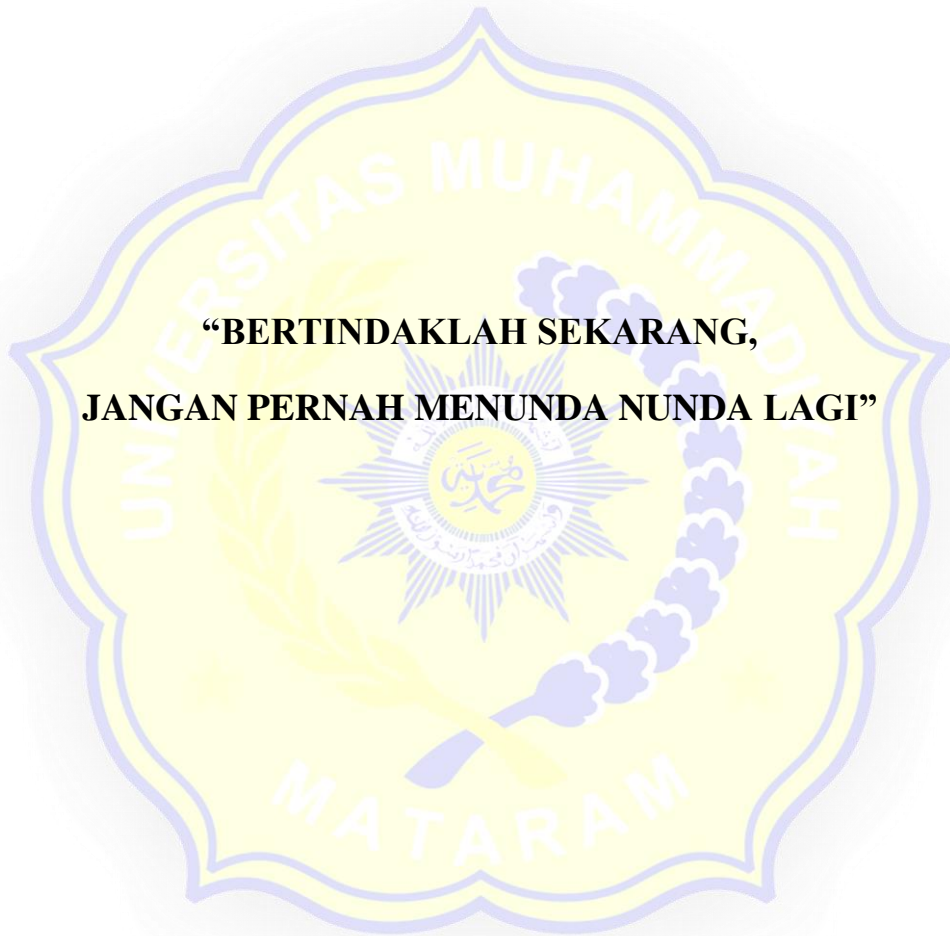 UNIVERSITAS MUHAMMADIYAH
“BERTINDAKLAH SEKARANG,
JANGAN PERNAH MENUNDA NUNDA LAGI”
MATARAM